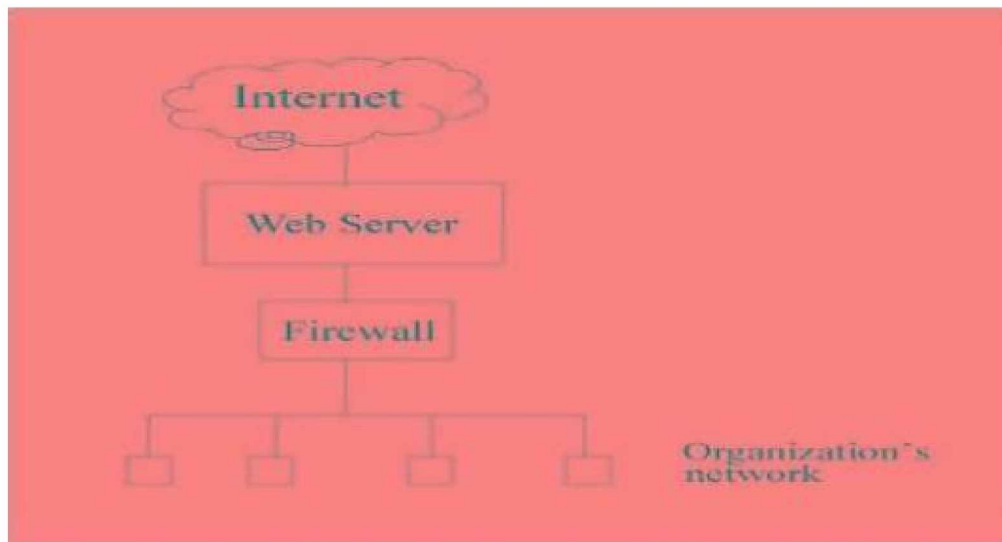 Internet
Web Server
Firewall
Organization's
network